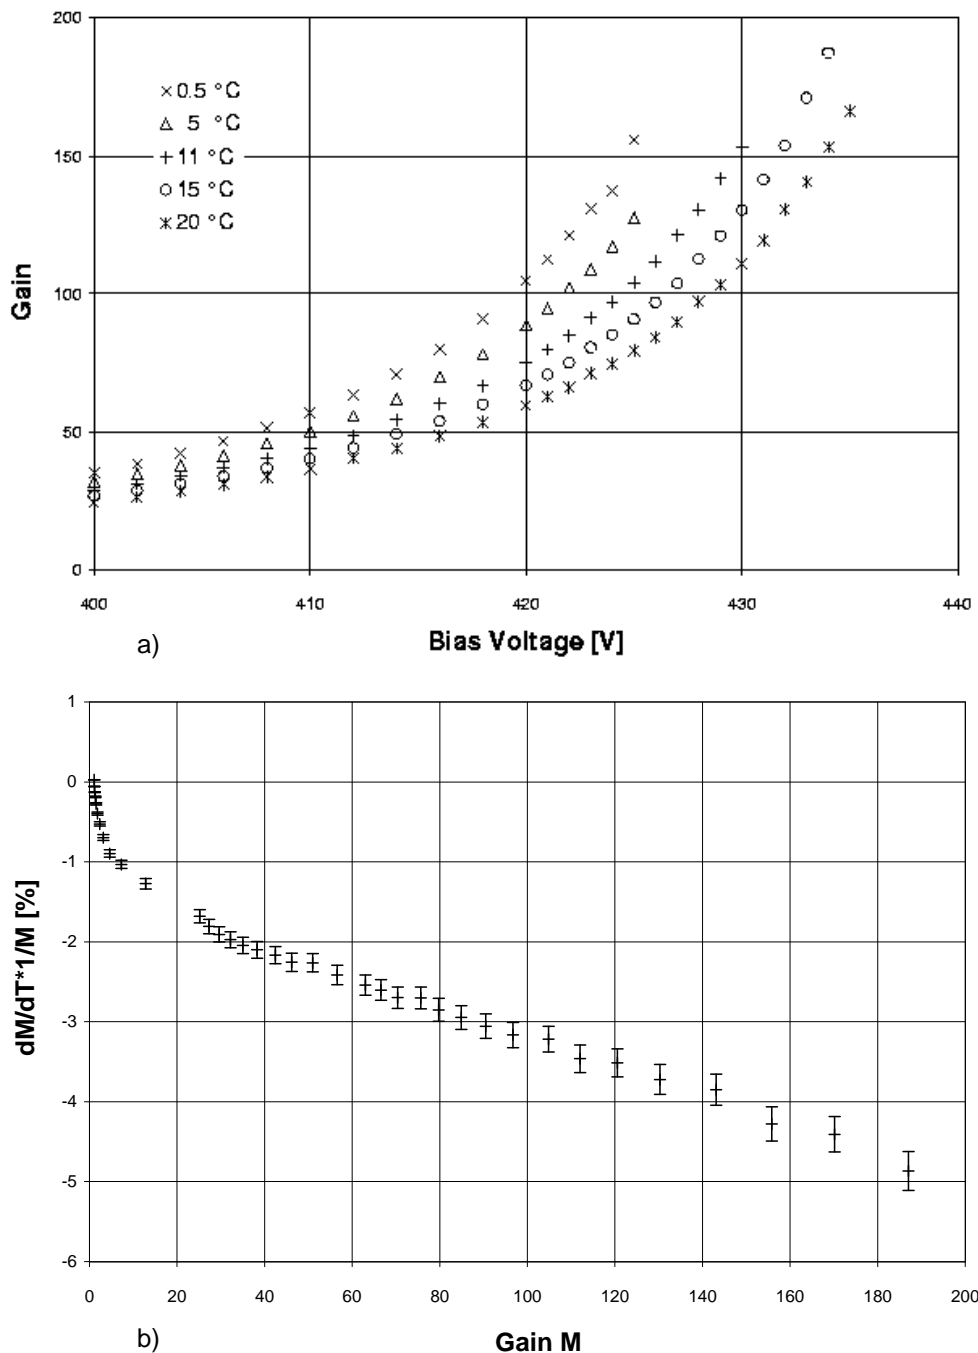 200
150
100
50
0
Gain
× 0.5 °C
△ 5 °C
+ 11 °C
○ 15 °C
✳ 20 °C
400 410 420 430 440
a) Bias Voltage [V]
1
0
-1
-2
-3
-4
-5
-6
dM/dT*1/M [%]
0 20 40 60 80 100 120 140 160 180 200
b) Gain M